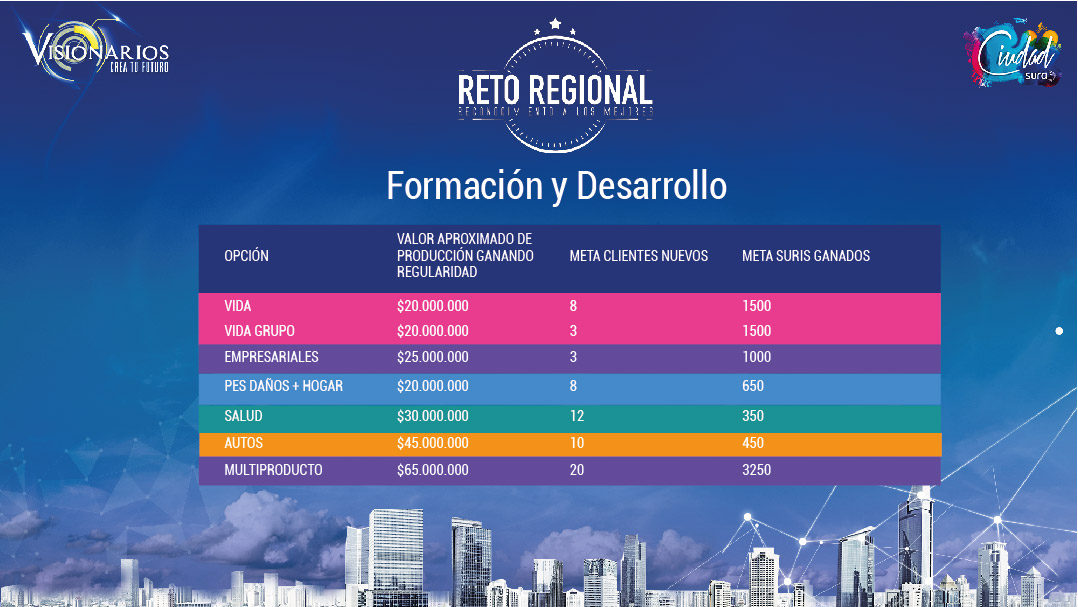 VISIONARIOS
CREA TU FUTURO
Ciudad
sura
RETO REGIONAL
RECONOCIMIENTO A LOS MEJORES
Formación y Desarrollo
OPCIÓN
VALOR APROXIMADO DE
PRODUCCIÓN GANANDO
REGULARIDAD
META CLIENTES NUEVOS
META SURIS GANADOS
VIDA $20.000.000 8 1500
VIDA GRUPO $20.000.000 3 1500
EMPRESARIALES $25.000.000 3 1000
PES DAÑOS + HOGAR $20.000.000 8 650
SALUD $30.000.000 12 350
AUTOS $45.000.000 10 450
MULTIPRODUCTO $65.000.000 20 3250